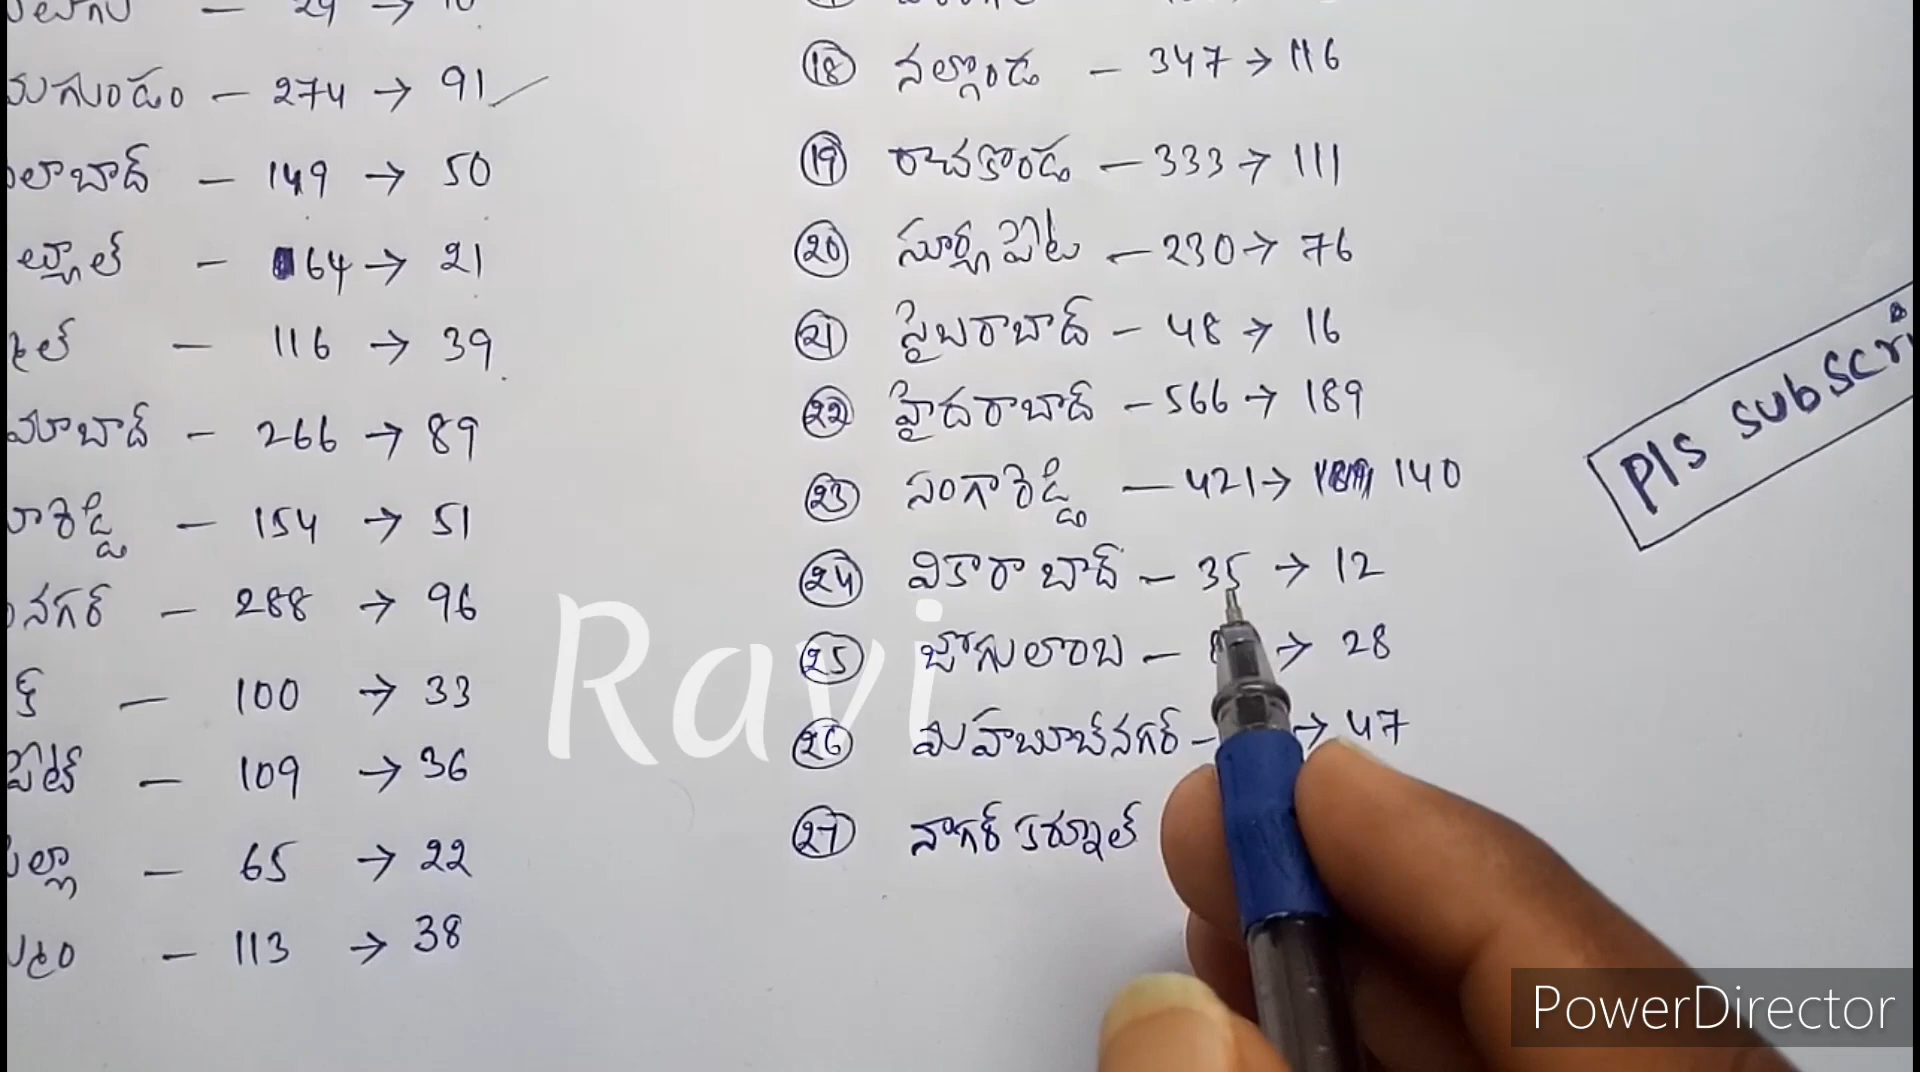 274 → 91
149 → 50
64 → 21
116 → 39
266 → 89
154 → 51
288 → 96
100 → 33
109 → 36
65 → 22
113 → 38
18 నల్గొండ - 347 → 116
19 రాచకొండ - 333 → 111
20 సూర్యాపేట - 230 → 76
21 సైబరాబాద్ - 48 → 16
22 హైదరాబాద్ - 566 → 189
23 సంగారెడ్డి - 421 → 140
24 వికారాబాద్ - 35 → 12
25 జోగులాంబ - → 28
26 మహబూబ్‌నగర్ - → 47
27 నాగర్ కర్నూల్
Pls subscri
Ravi
PowerDirector